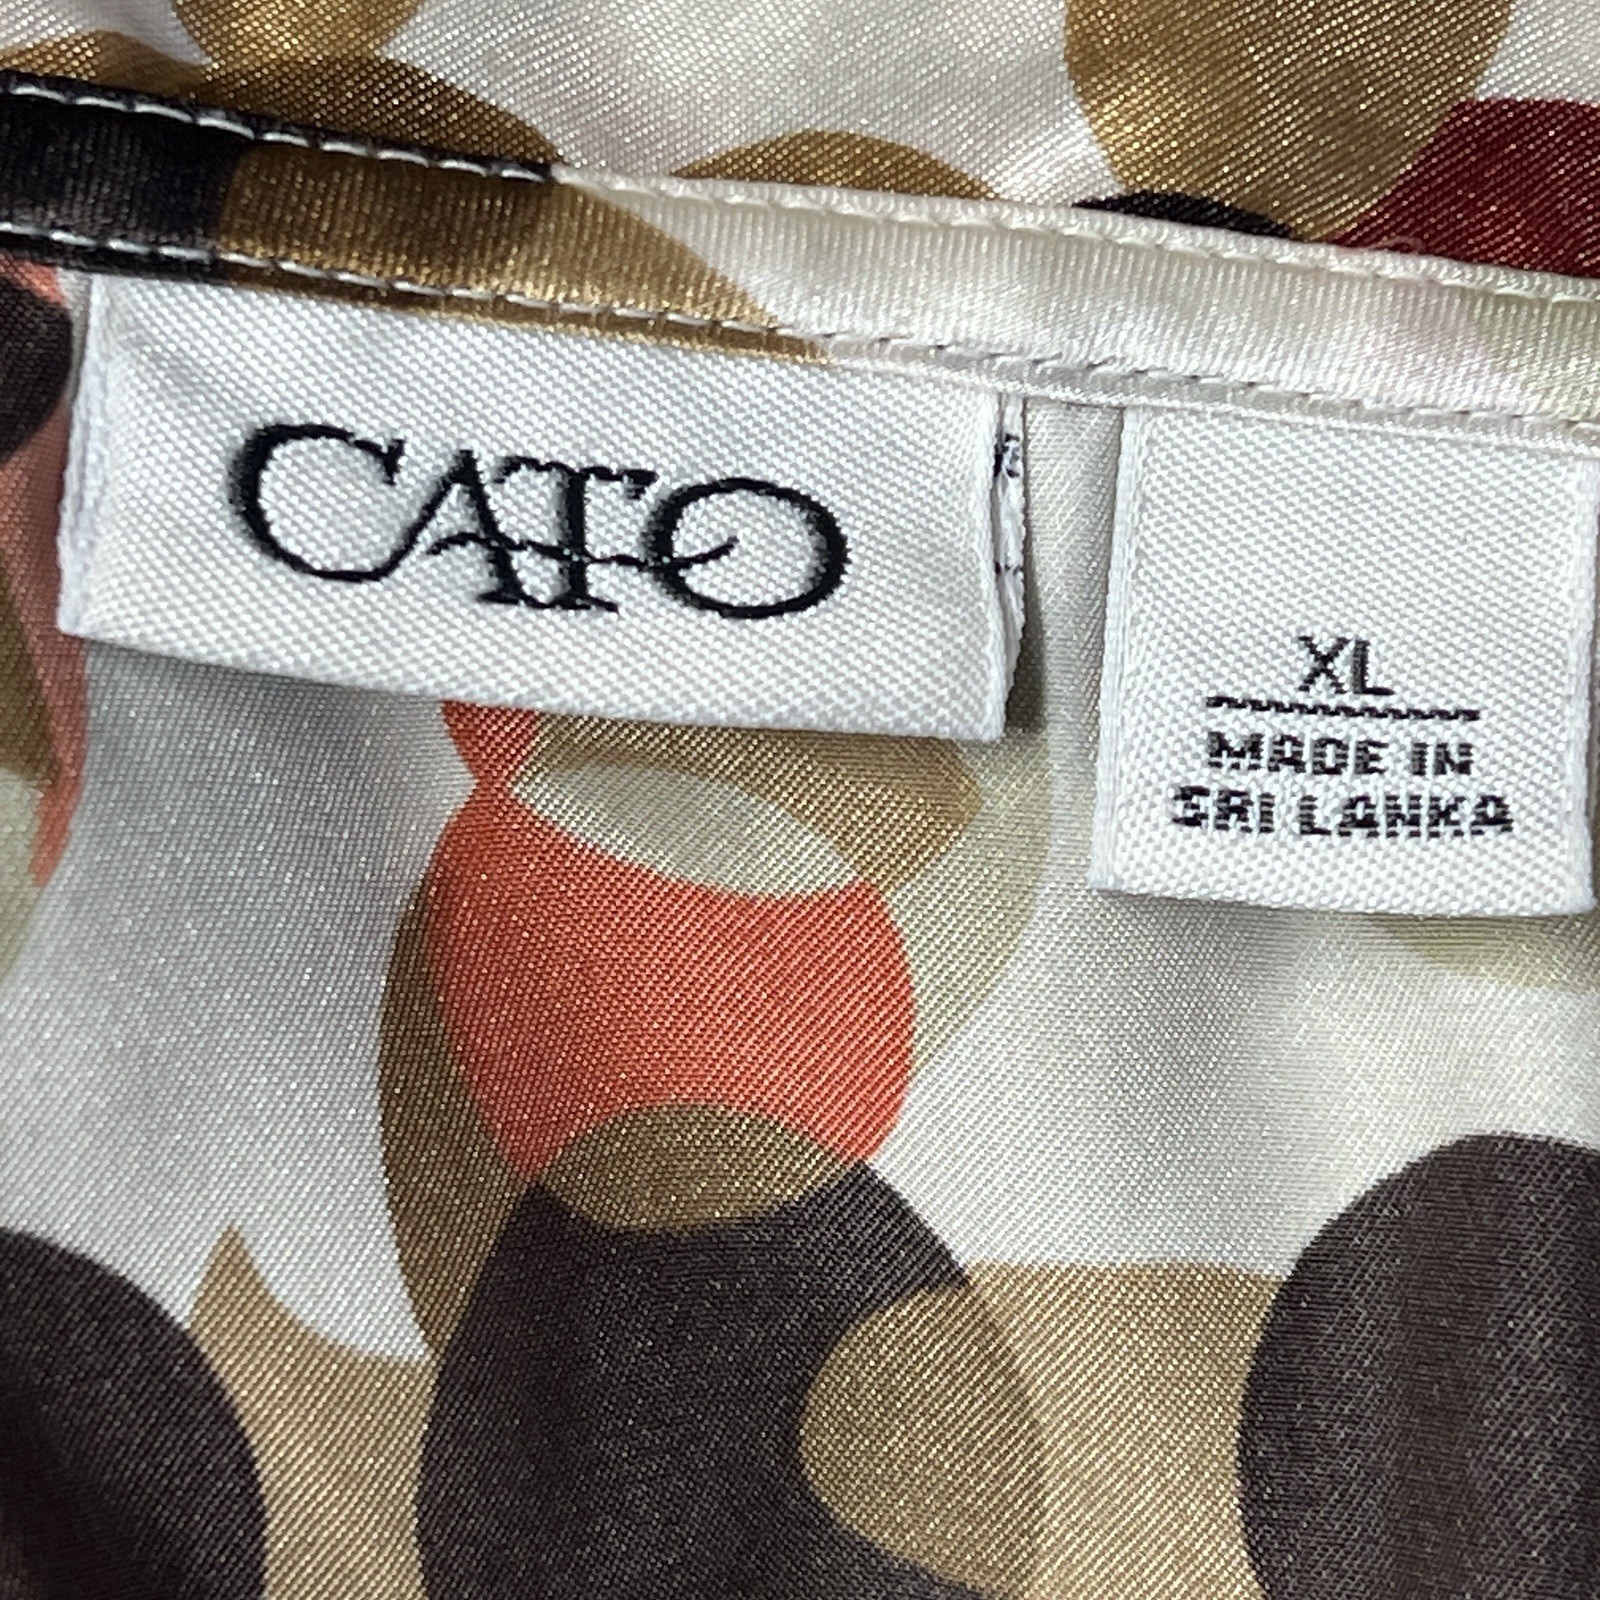 CATO
XL
MADE IN
SRI LANKA